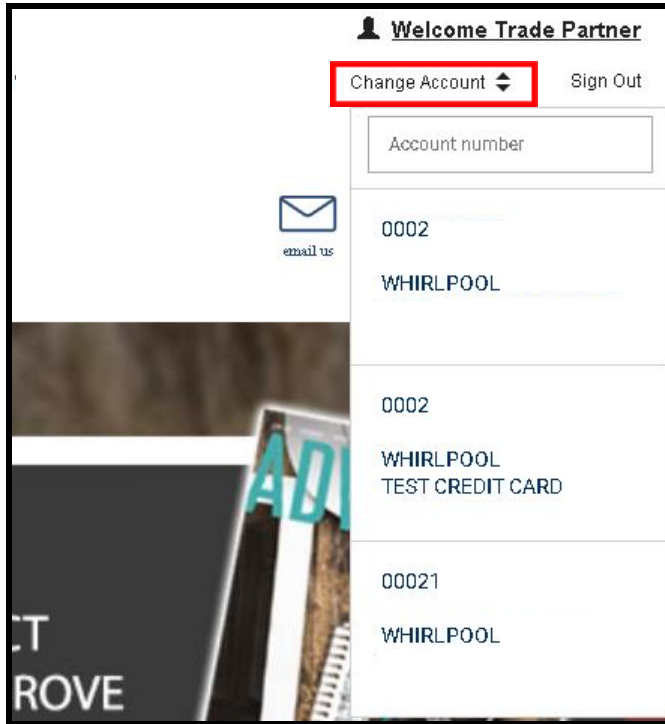 Welcome Trade Partner
Change Account
Sign Out
Account number
email us
0002
WHIRLPOOL
0002
WHIRLPOOL
TEST CREDIT CARD
00021
WHIRLPOOL
AD
CT
ROVE